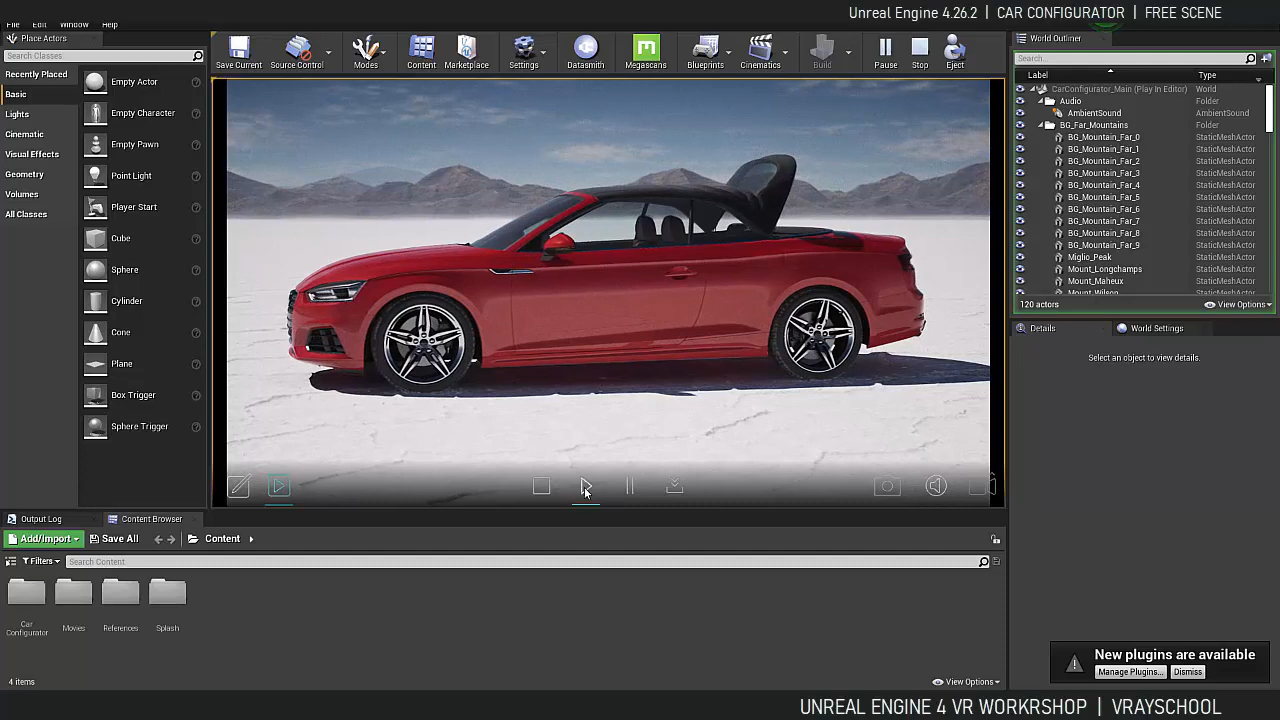 Unreal Engine 4.26.2 | CAR CONFIGURATOR | FREE SCENE
File Edit Window Help
Place Actors
Search Classes
Recently Placed
Basic
Lights
Cinematic
Visual Effects
Geometry
Volumes
All Classes
Empty Actor
Empty Character
Empty Pawn
Point Light
Player Start
Cube
Sphere
Cylinder
Cone
Plane
Box Trigger
Sphere Trigger
Save Current
Source Control
Modes
Content
Marketplace
Settings
Datasmith
Megascans
Blueprints
Cinematics
Build
Pause
Stop
Eject
World Outliner
Search...
Label Type
CarConfigurator_Main (Play In Editor) World
Audio Folder
AmbientSound AmbientSound
BG_Far_Mountains Folder
BG_Mountain_Far_0 StaticMeshActor
BG_Mountain_Far_1 StaticMeshActor
BG_Mountain_Far_2 StaticMeshActor
BG_Mountain_Far_3 StaticMeshActor
BG_Mountain_Far_4 StaticMeshActor
BG_Mountain_Far_5 StaticMeshActor
BG_Mountain_Far_6 StaticMeshActor
BG_Mountain_Far_7 StaticMeshActor
BG_Mountain_Far_8 StaticMeshActor
BG_Mountain_Far_9 StaticMeshActor
Miglio_Peak StaticMeshActor
Mount_Longchamps StaticMeshActor
Mount_Maheux StaticMeshActor
Mount_Wilson StaticMeshActor
120 actors View Options
Details World Settings
Select an object to view details.
Output Log Content Browser
Add/Import Save All Content
Filters Search Content
Car
Configurator
Movies
References
Splash
4 items View Options
New plugins are available
Manage Plugins... Dismiss
UNREAL ENGINE 4 VR WORKRSHOP | VRAYSCHOOL